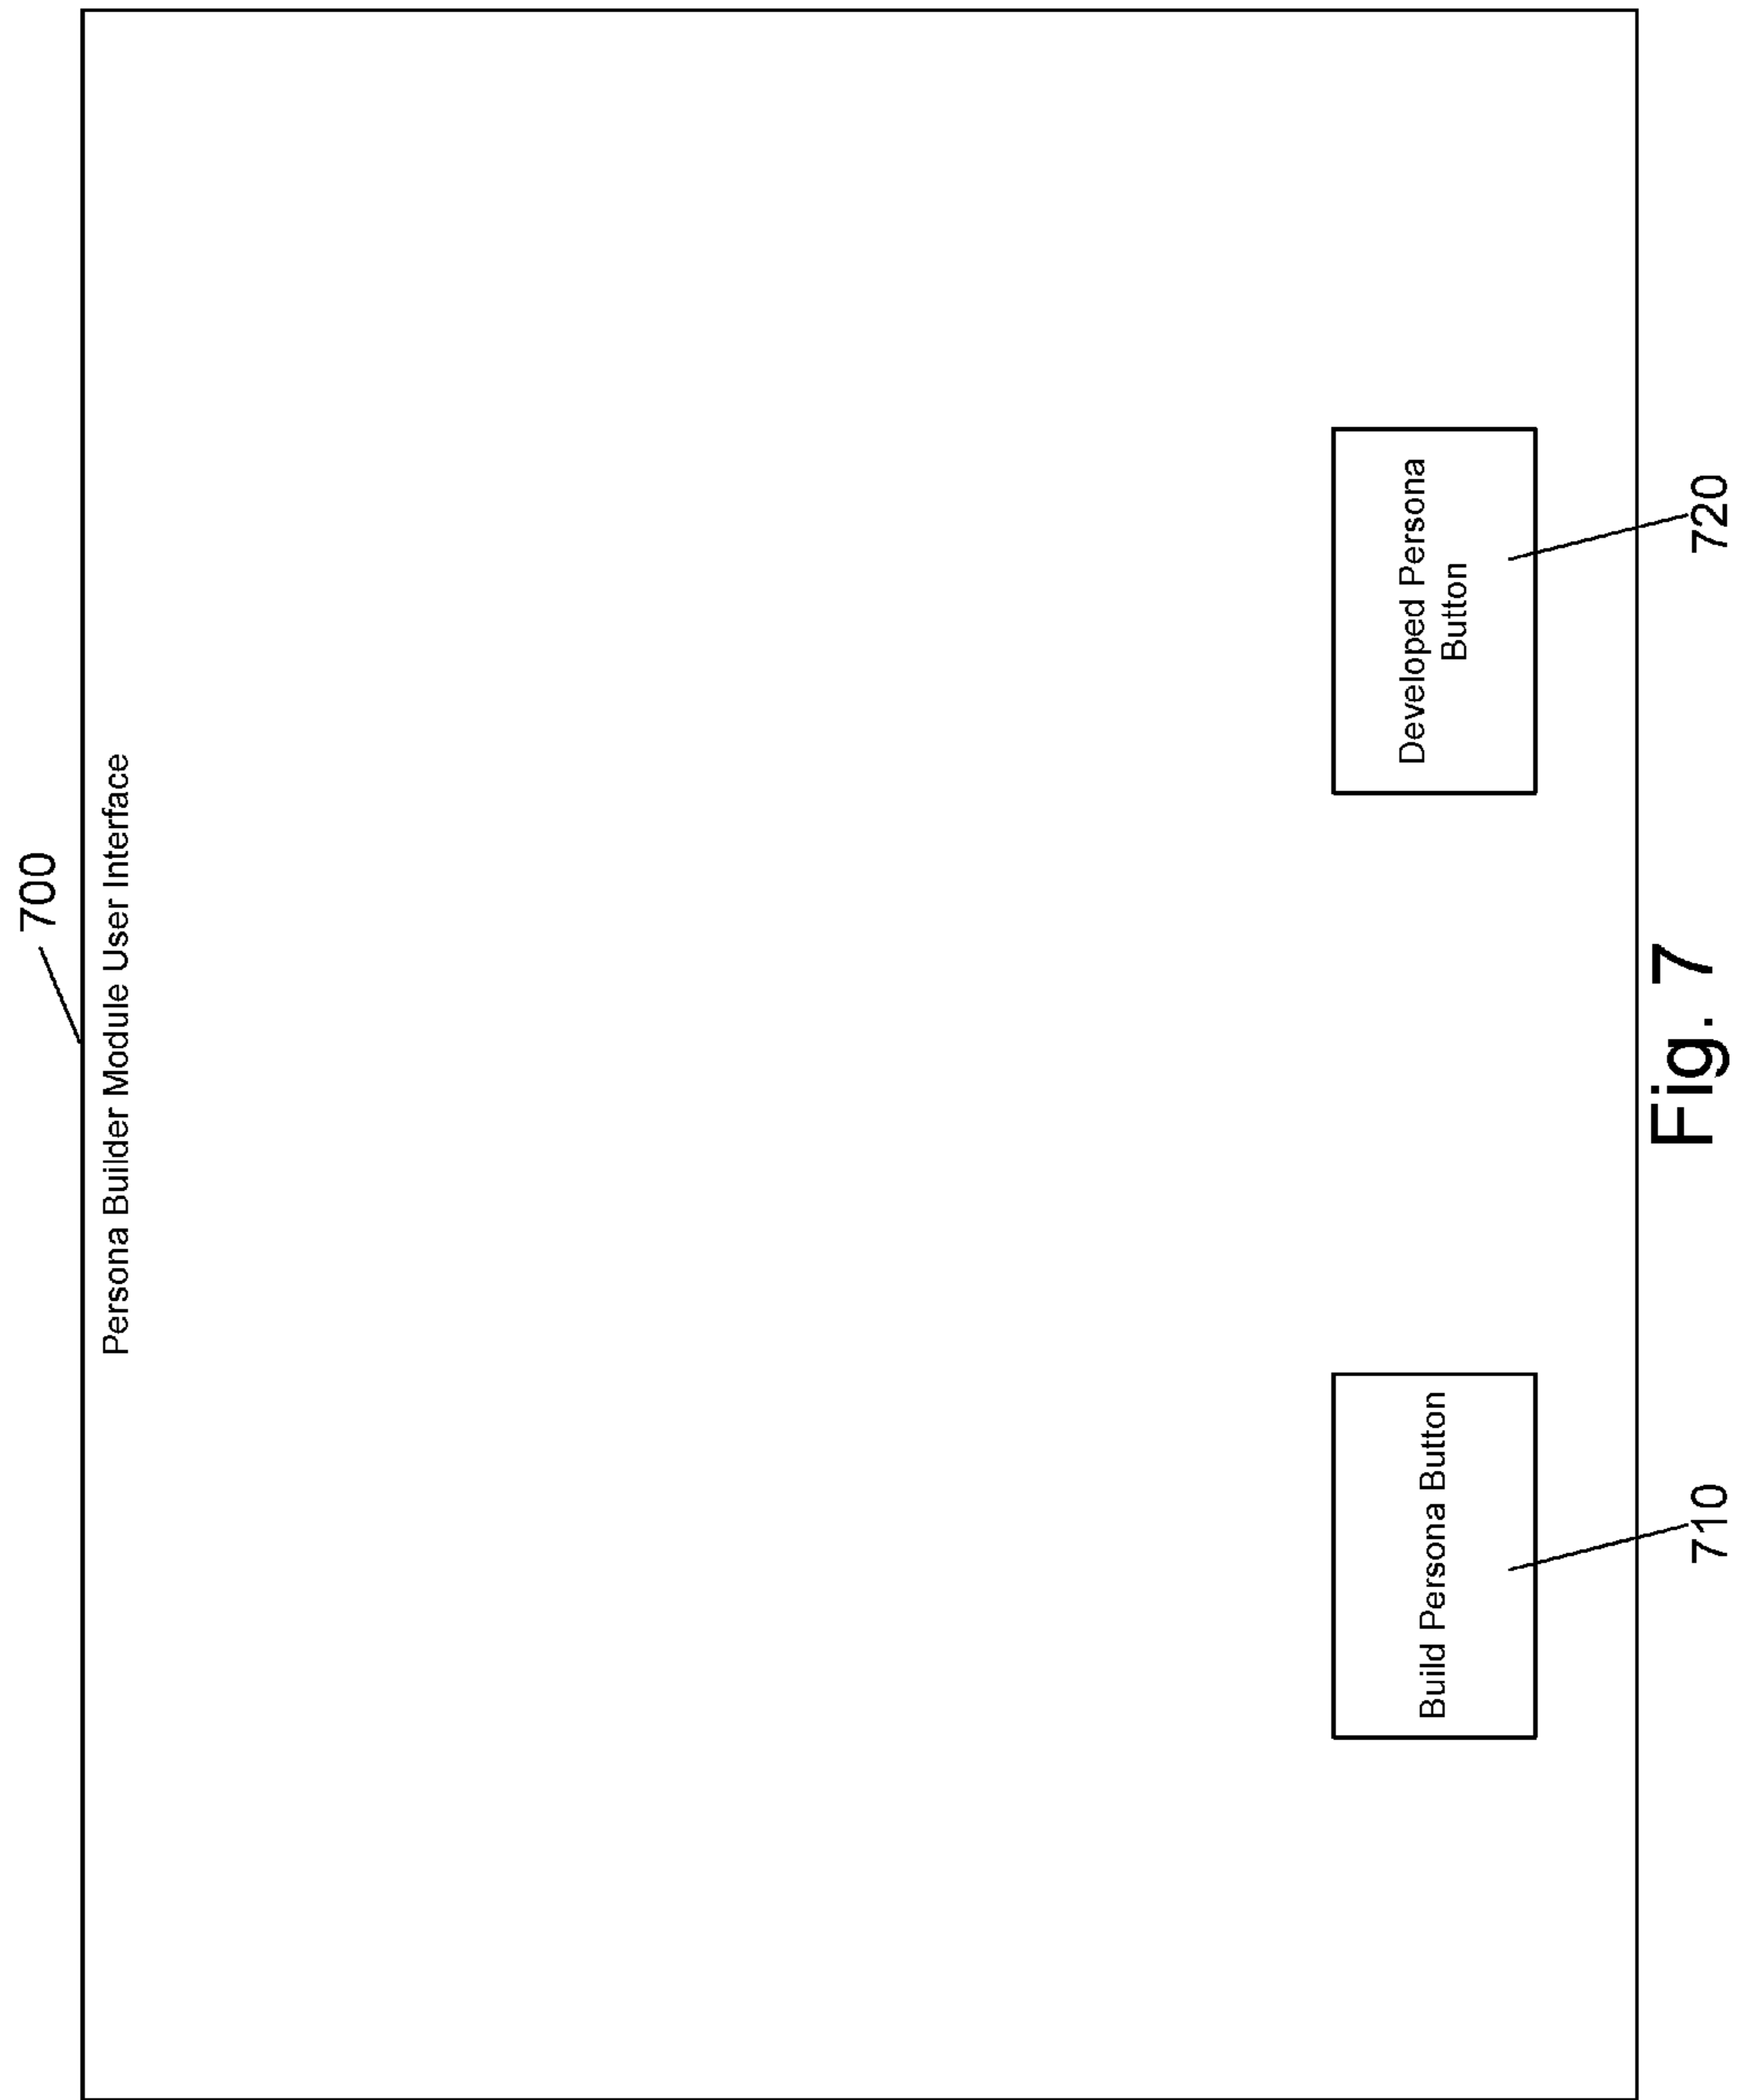 700
Persona Builder Module User Interface
Build Persona Button
Developed Persona
Button
710
720
Fig. 7